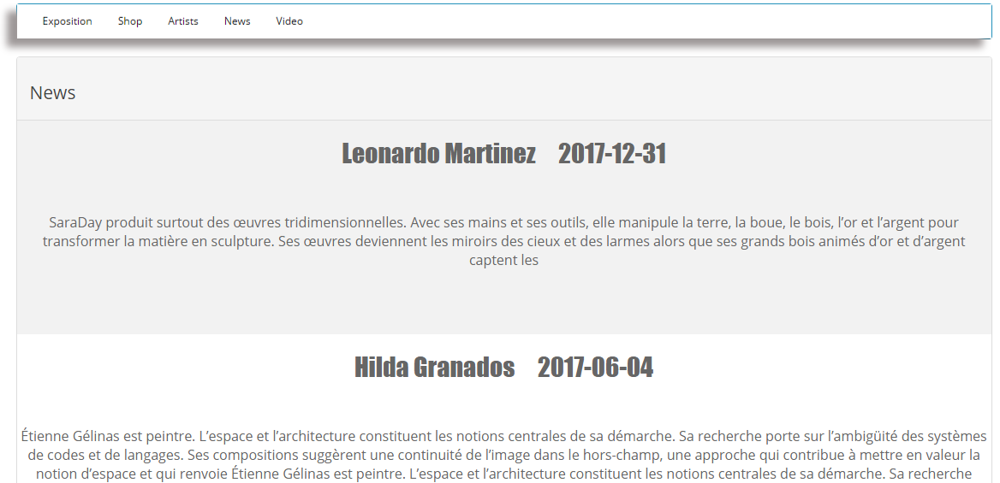 Exposition Shop Artists News Video
News
Leonardo Martinez 2017-12-31
SaraDay produit surtout des œuvres tridimensionnelles. Avec ses mains et ses outils, elle manipule la terre, la boue, le bois, l’or et l’argent pour
transformer la matière en sculpture. Ses œuvres deviennent les miroirs des cieux et des larmes alors que ses grands bois animés d’or et d’argent
captent les
Hilda Granados 2017-06-04
Étienne Gélinas est peintre. L’espace et l’architecture constituent les notions centrales de sa démarche. Sa recherche porte sur l’ambigüité des systèmes
de codes et de langages. Ses compositions suggèrent une continuité de l’image dans le hors-champ, une approche qui contribue à mettre en valeur la
notion d’espace et qui renvoie Étienne Gélinas est peintre. L’espace et l’architecture constituent les notions centrales de sa démarche. Sa recherche